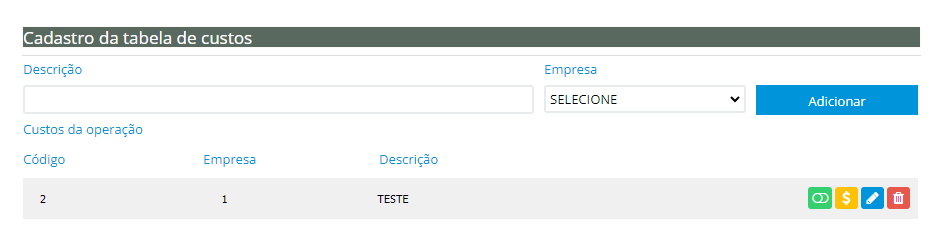 Cadastro da tabela de custos
Descrição Empresa
SELECIONE Adicionar
Custos da operação
Código Empresa Descrição
2 1 TESTE $